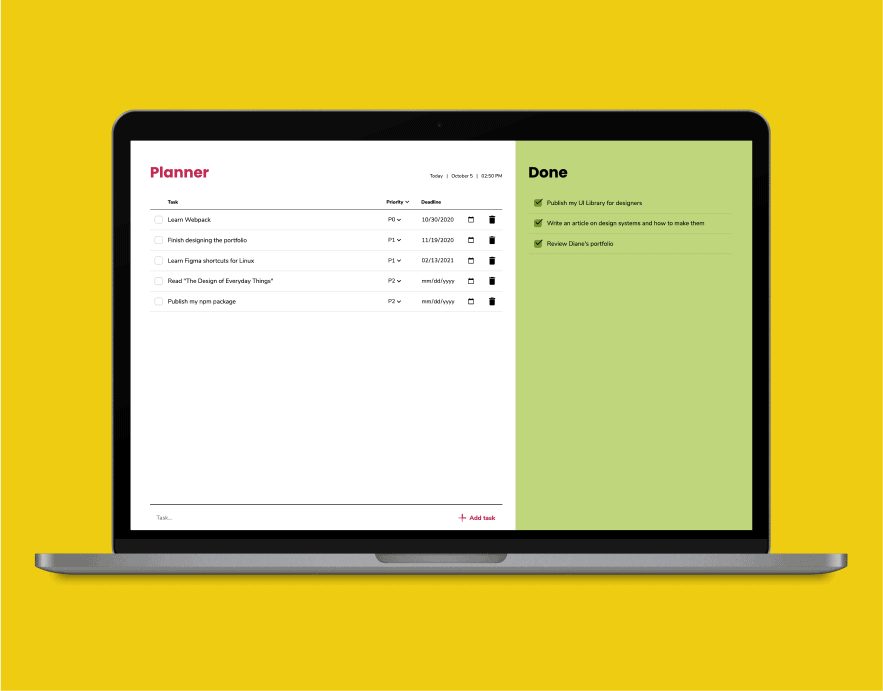 Planner
Today | October 5 | 02:50 PM
Task Priority Deadline
Learn Webpack P0 10/30/2020
Finish designing the portfolio P1 11/19/2020
Learn Figma shortcuts for Linux P1 02/13/2021
Read "The Design of Everyday Things" P2 mm/dd/yyyy
Publish my npm package P2 mm/dd/yyyy
Task...
+ Add task
Done
Publish my UI Library for designers
Write an article on design systems and how to make them
Review Diane's portfolio